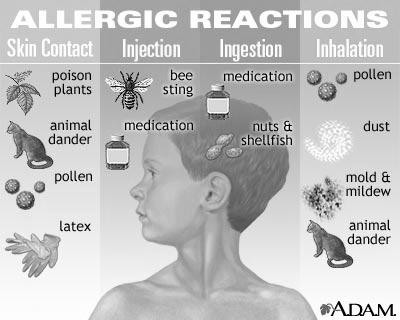 ALLERGIC REACTIONS
Skin Contact
poison
plants
animal
dander
pollen
latex
Injection
bee
sting
medication
Ingestion
medication
nuts &
shellfish
Inhalation
pollen
dust
mold &
mildew
animal
dander
A.D.A.M.